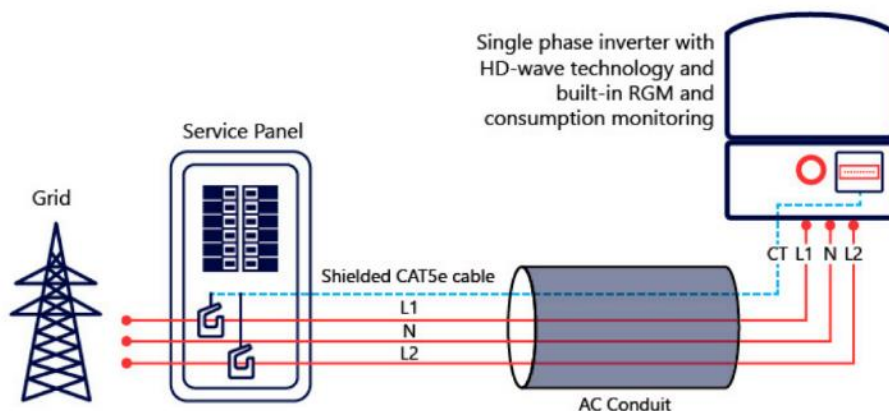 Single phase inverter with
HD-wave technology and
built-in RGM and
consumption monitoring
Service Panel
Grid
CT L1 N L2
Shielded CAT5e cable
L1
N
L2
AC Conduit